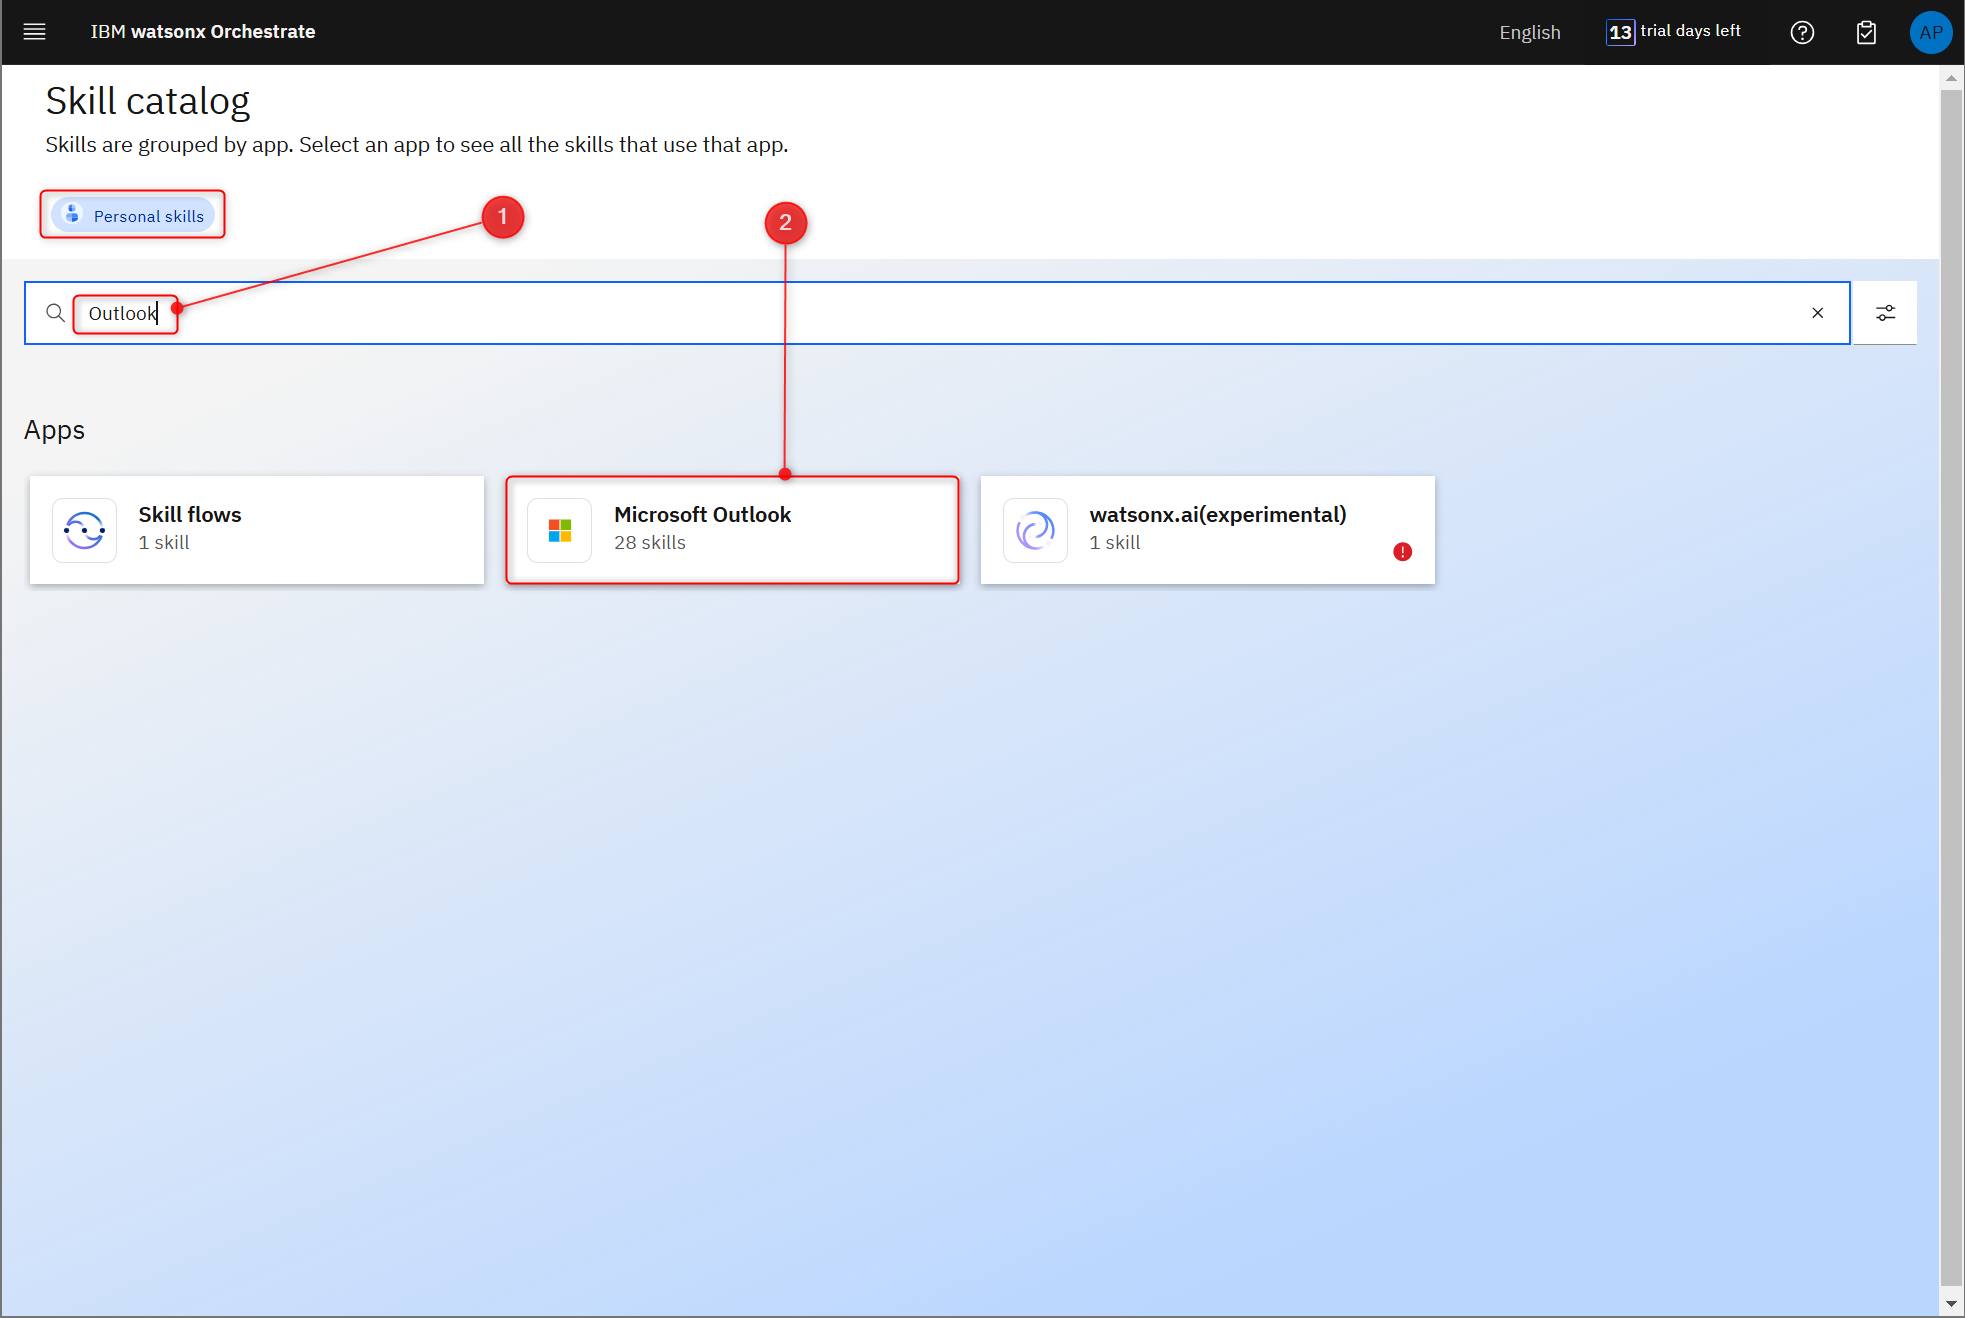 IBM watsonx Orchestrate
English
13 trial days left
AP
Skill catalog
Skills are grouped by app. Select an app to see all the skills that use that app.
Personal skills
1
2
Outlook
Apps
Skill flows
1 skill
Microsoft Outlook
28 skills
watsonx.ai(experimental)
1 skill